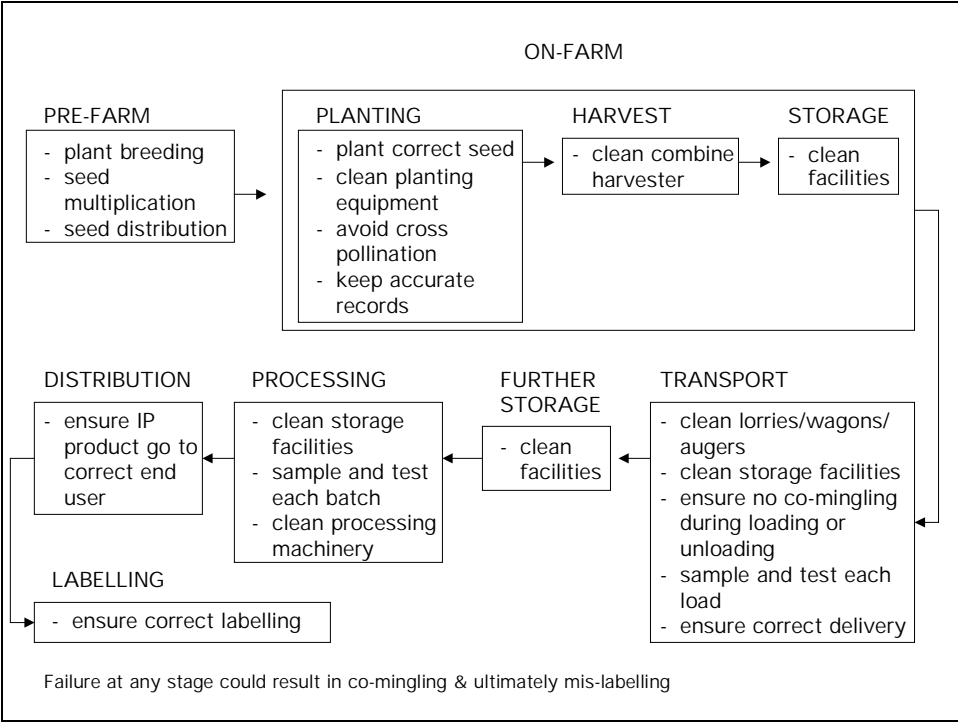 ON-FARM
PRE-FARM
- plant breeding
- seed
multiplication
- seed distribution
PLANTING
- plant correct seed
- clean planting
equipment
- avoid cross
pollination
- keep accurate
records
HARVEST
- clean combine
harvester
STORAGE
- clean
facilities
TRANSPORT
- clean lorries/wagons/
augers
- clean storage facilities
- ensure no co-mingling
during loading or
unloading
- sample and test each
load
- ensure correct delivery
FURTHER
STORAGE
- clean
facilities
PROCESSING
- clean storage
facilities
- sample and test
each batch
- clean processing
machinery
DISTRIBUTION
- ensure IP
product go to
correct end
user
LABELLING
- ensure correct labelling
Failure at any stage could result in co-mingling & ultimately mis-labelling